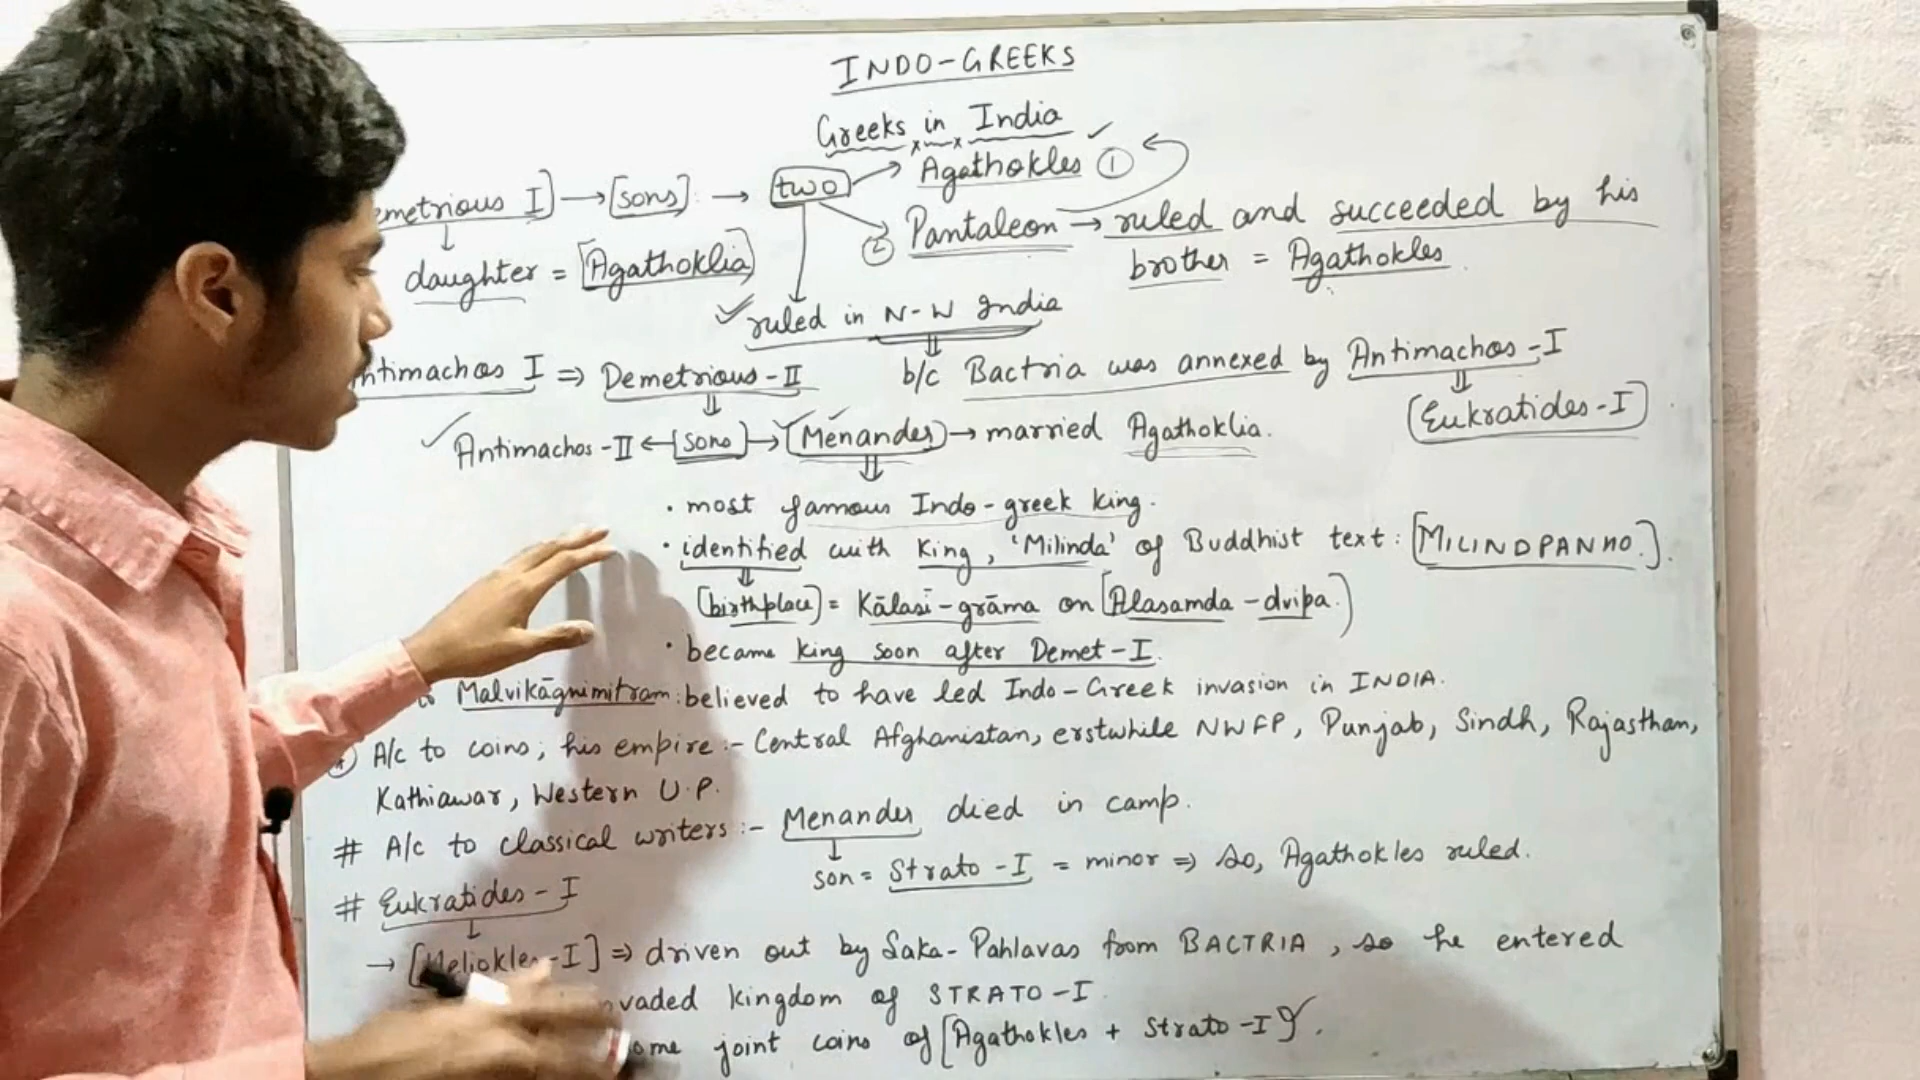 INDO-GREEKS
Greeks in India
emetrious I] → [sons] → two → Agathokles ①
② Pantaleon → ruled and succeeded by his
brother = Agathokles
daughter = [Agathoklia]
ruled in N-W India
ntimachos I ⇒ Demetrious-II b/c Bactria was annexed by Antimachos-I
[Eukratides-I]
Antimachos-II ← [sons] → [Menander] → married Agathoklia.
· most famous Indo-greek king.
· identified with King, 'Milinda' of Buddhist text: [MILINDPANHO.].
[birthplace] = Kālasī-grāma on [Alasamda-dvipa.]
· became king soon after Demet-I.
to Malvikāgnimitram: believed to have led Indo-Greek invasion in INDIA.
A/c to coins; his empire:- Central Afghanistan, erstwhile NWFP, Punjab, Sindh, Rajasthan,
Kathiawar, Western U.P.
# A/c to classical writers:- Menander died in camp.
son = Strato-I = minor ⇒ so, Agathokles ruled.
# Eukratides-I
→ [Heliokles-I] ⇒ driven out by Saka-Pahlavas from BACTRIA, so he entered
nvaded kingdom of STRATO-I.
ome joint coins of [Agathokles + Strato-I].